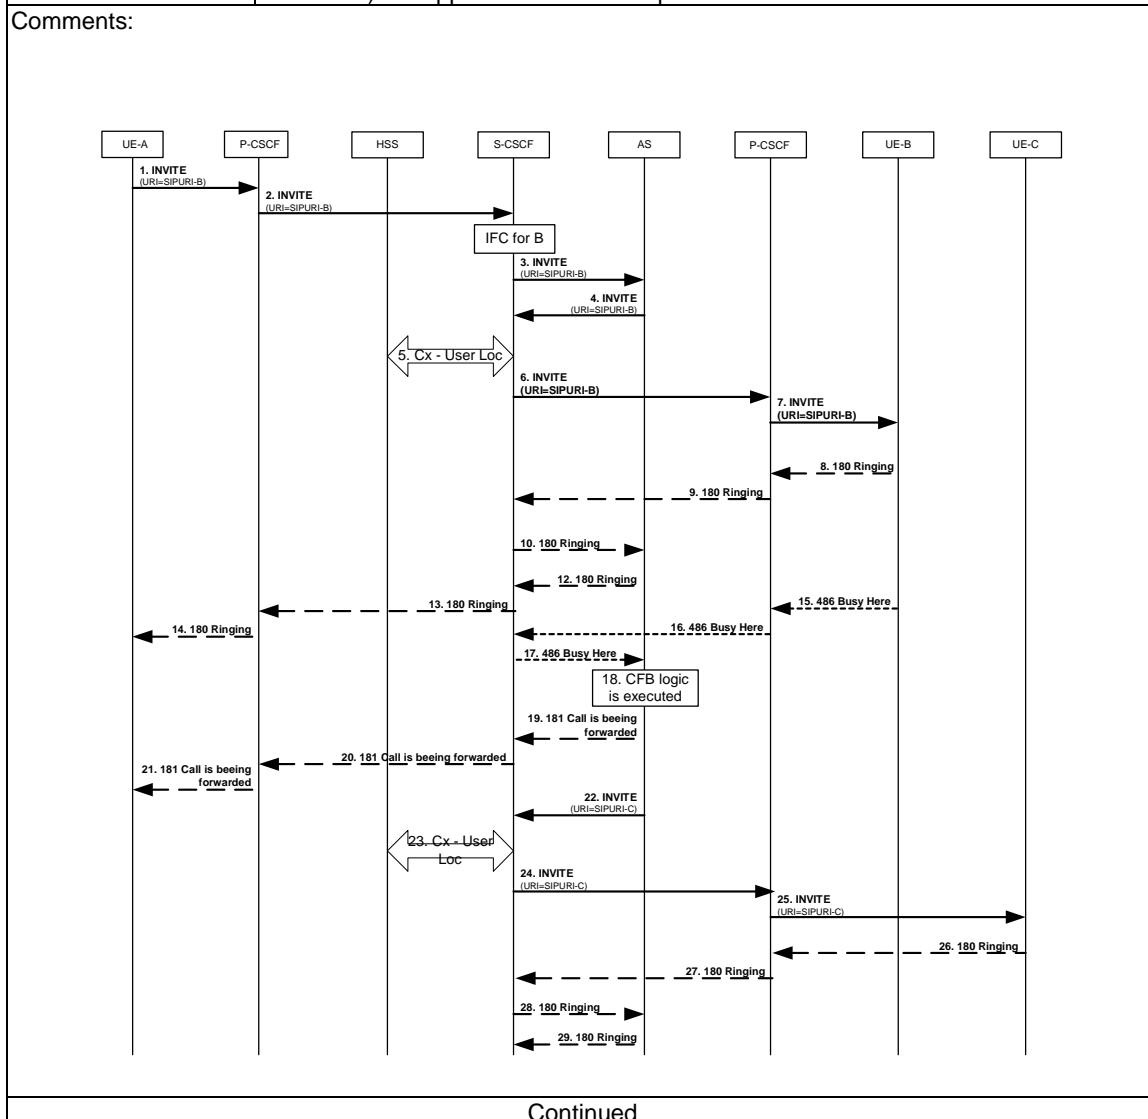 Comments:
UE-A P-CSCF HSS S-CSCF AS P-CSCF UE-B UE-C
1. INVITE
(URI=SIPURI-B)
2. INVITE
(URI=SIPURI-B)
IFC for B
3. INVITE
(URI=SIPURI-B)
4. INVITE
(URI=SIPURI-B)
5. Cx - User Loc
6. INVITE
(URI=SIPURI-B)
7. INVITE
(URI=SIPURI-B)
8. 180 Ringing
9. 180 Ringing
10. 180 Ringing
12. 180 Ringing
13. 180 Ringing
14. 180 Ringing
15. 486 Busy Here
16. 486 Busy Here
17. 486 Busy Here
18. CFB logic
is executed
19. 181 Call is beeing
forwarded
20. 181 Call is beeing forwarded
21. 181 Call is beeing
forwarded
22. INVITE
(URI=SIPURI-C)
23. Cx - User
Loc
24. INVITE
(URI=SIPURI-C)
25. INVITE
(URI=SIPURI-C)
26. 180 Ringing
27. 180 Ringing
28. 180 Ringing
29. 180 Ringing
Continued